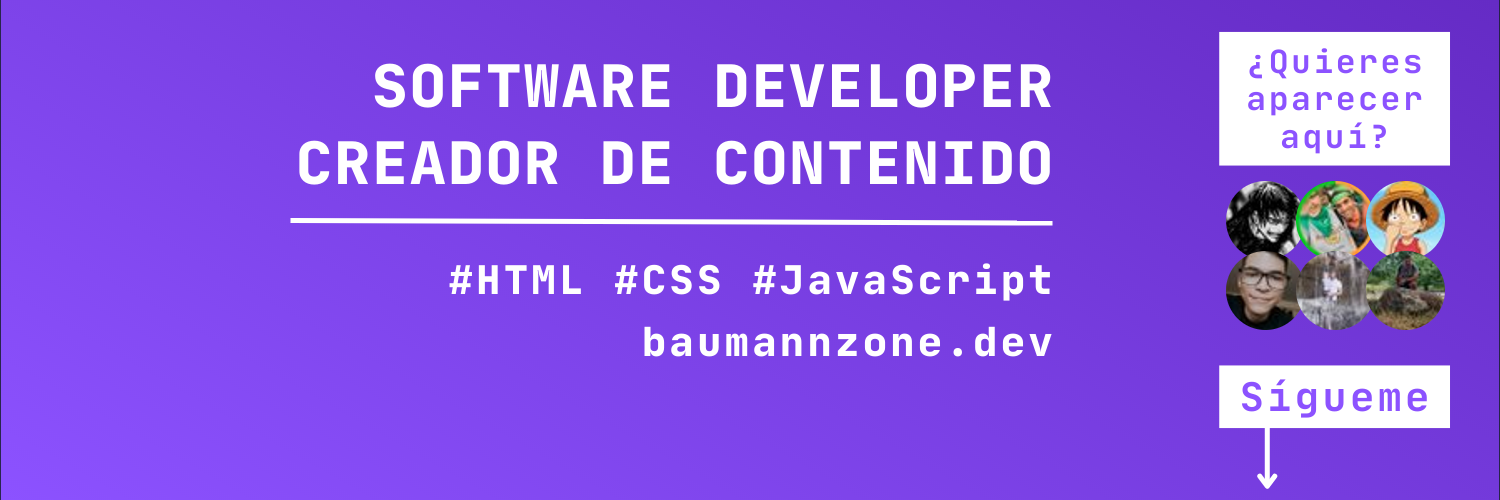 SOFTWARE DEVELOPER
CREADOR DE CONTENIDO
#HTML #CSS #JavaScript
baumannzone.dev
¿Quieres
aparecer
aquí?
Sígueme